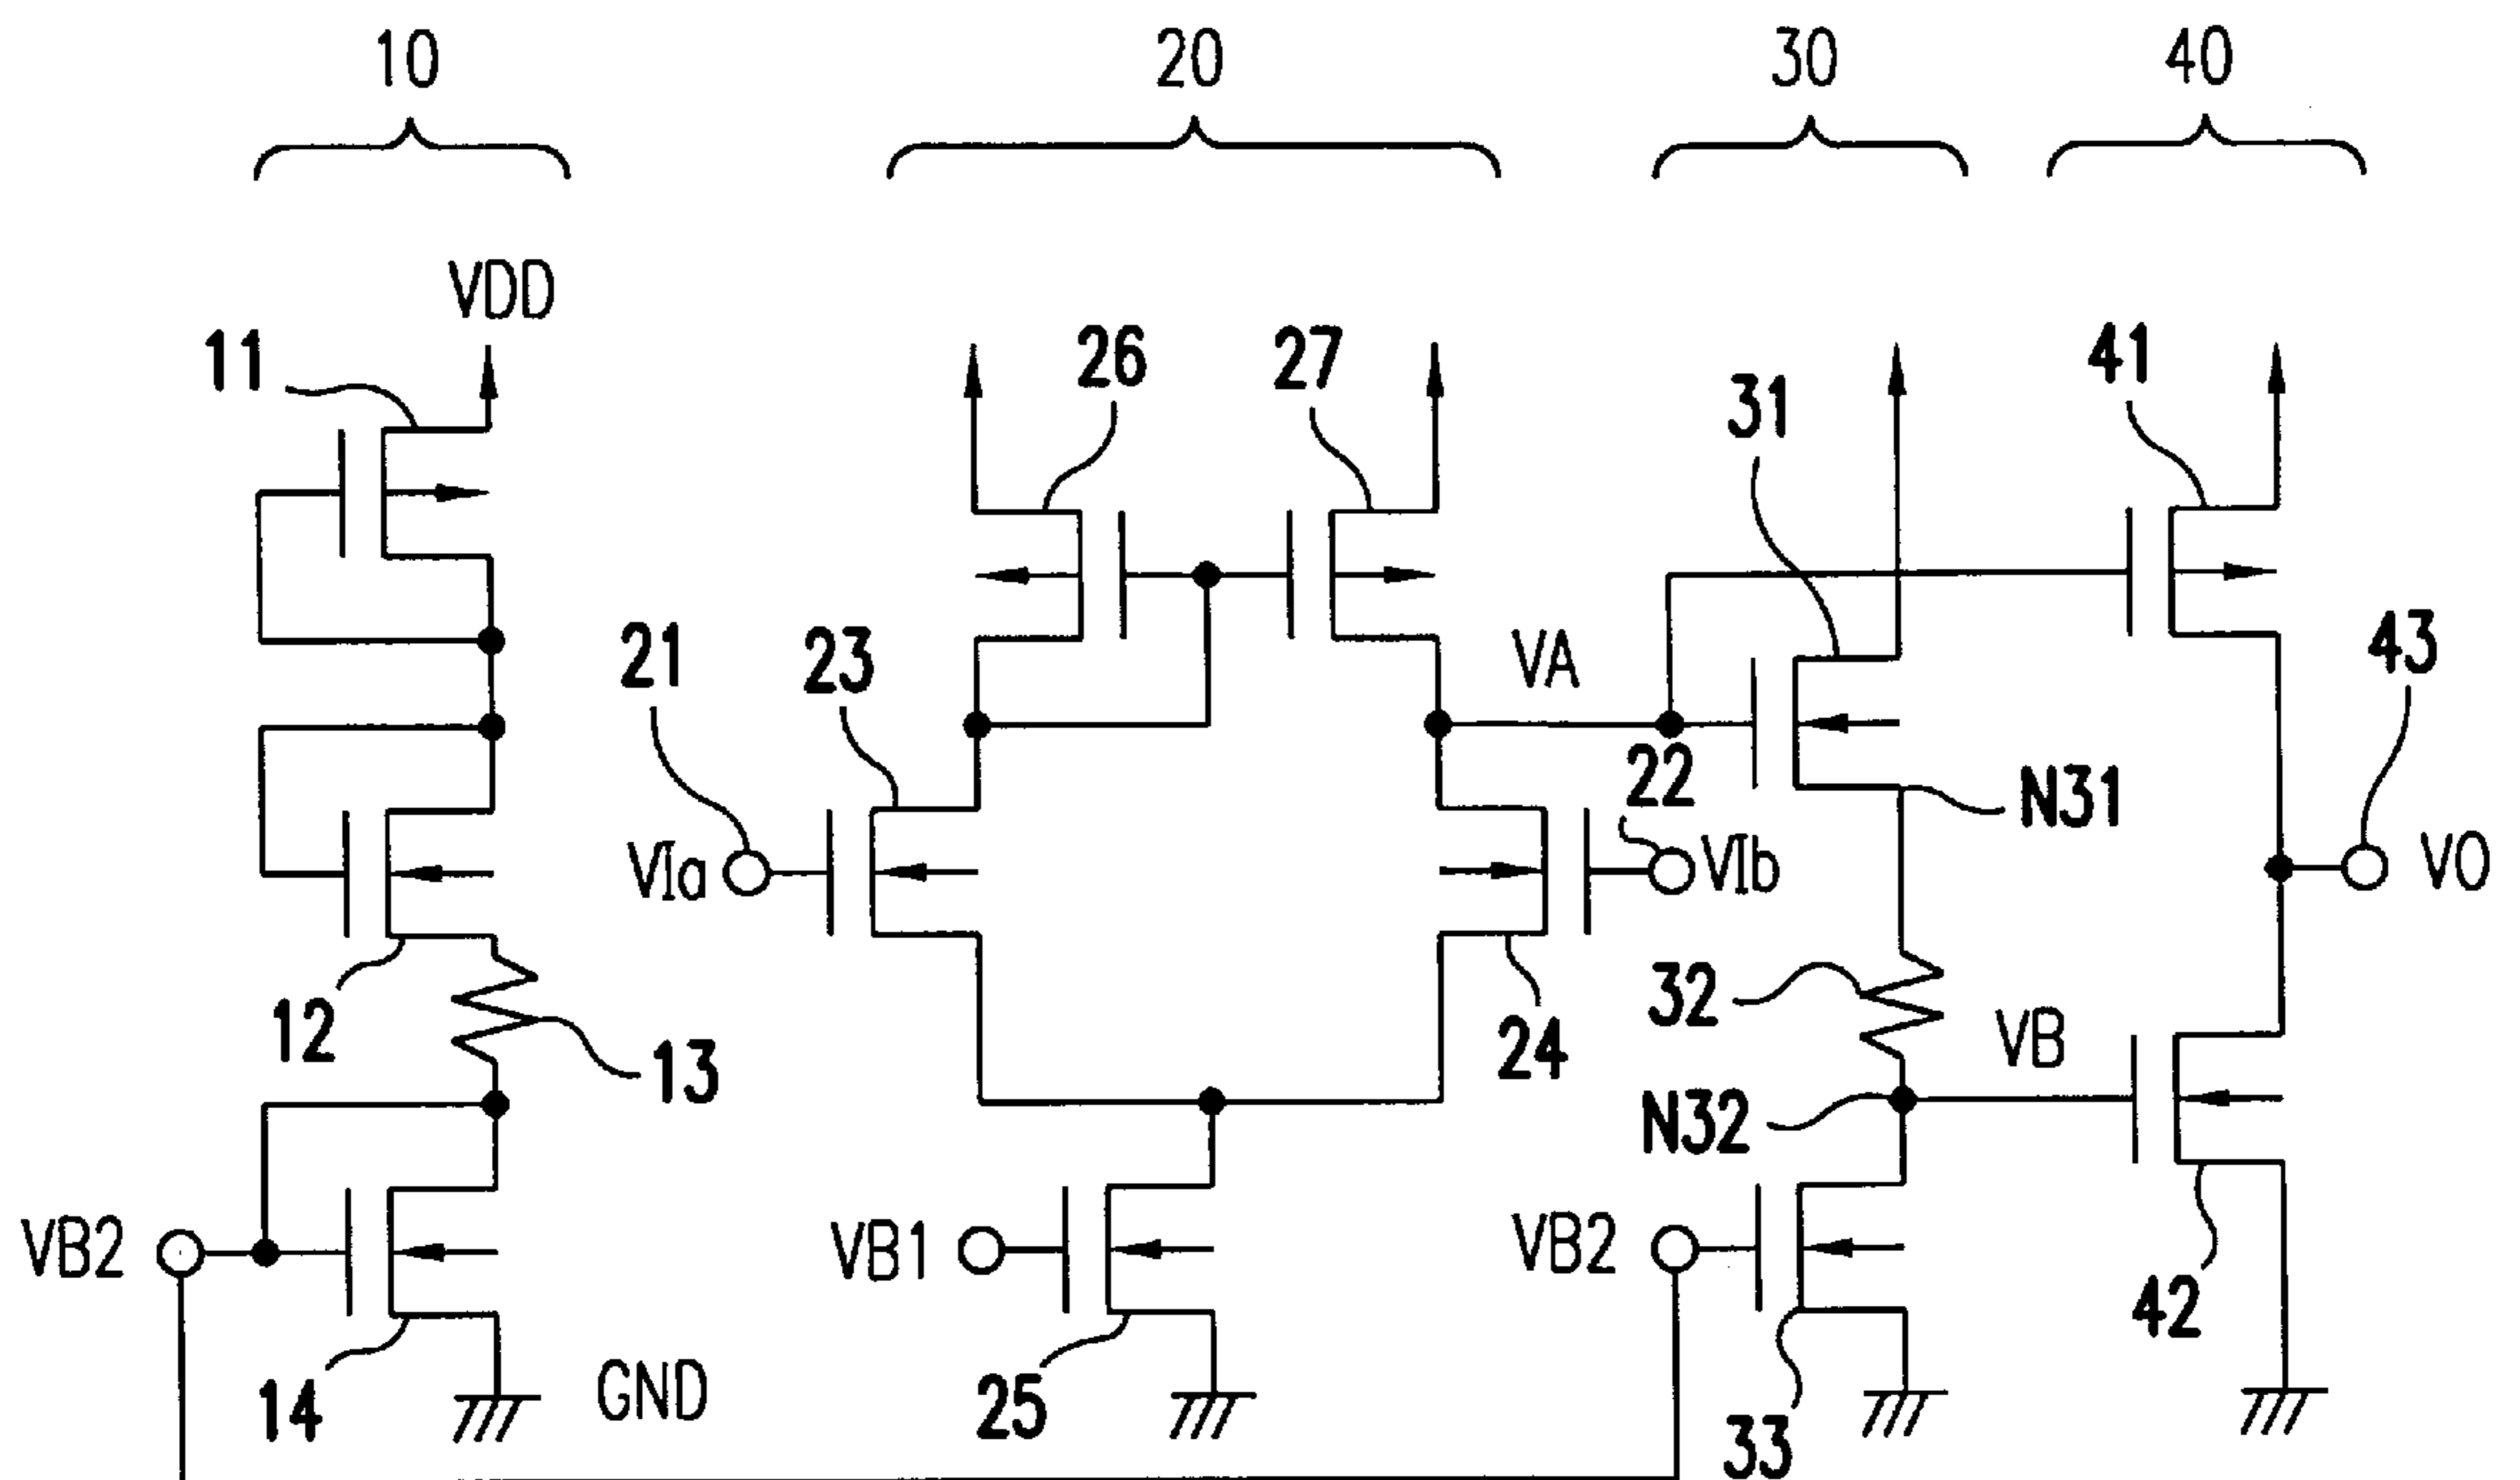 10 20 30 40
VDD
11 26 27 31 41
21 23 VA 43
22 N31
VIa VIb VO
12 13 24 32 VB
N32
VB2 VB1 VB2
14 GND 25 33 42